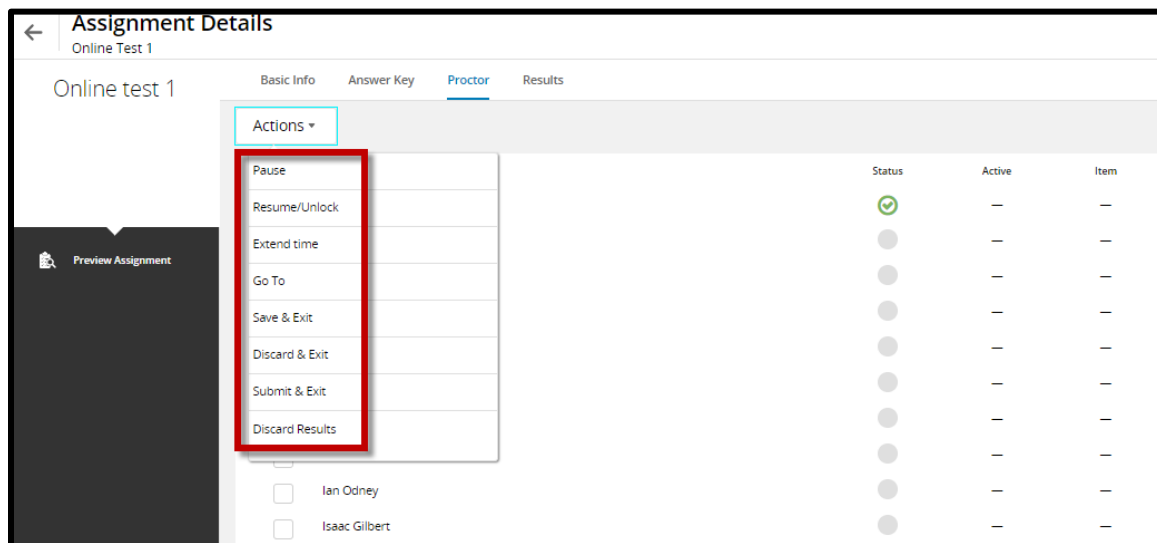 Assignment Details
Online Test 1
Online test 1
Basic Info Answer Key Proctor Results
Actions
Status Active Item
Pause
Resume/Unlock
Extend time
Preview Assignment
Go To
Save & Exit
Discard & Exit
Submit & Exit
Discard Results
Ian Odney
Isaac Gilbert